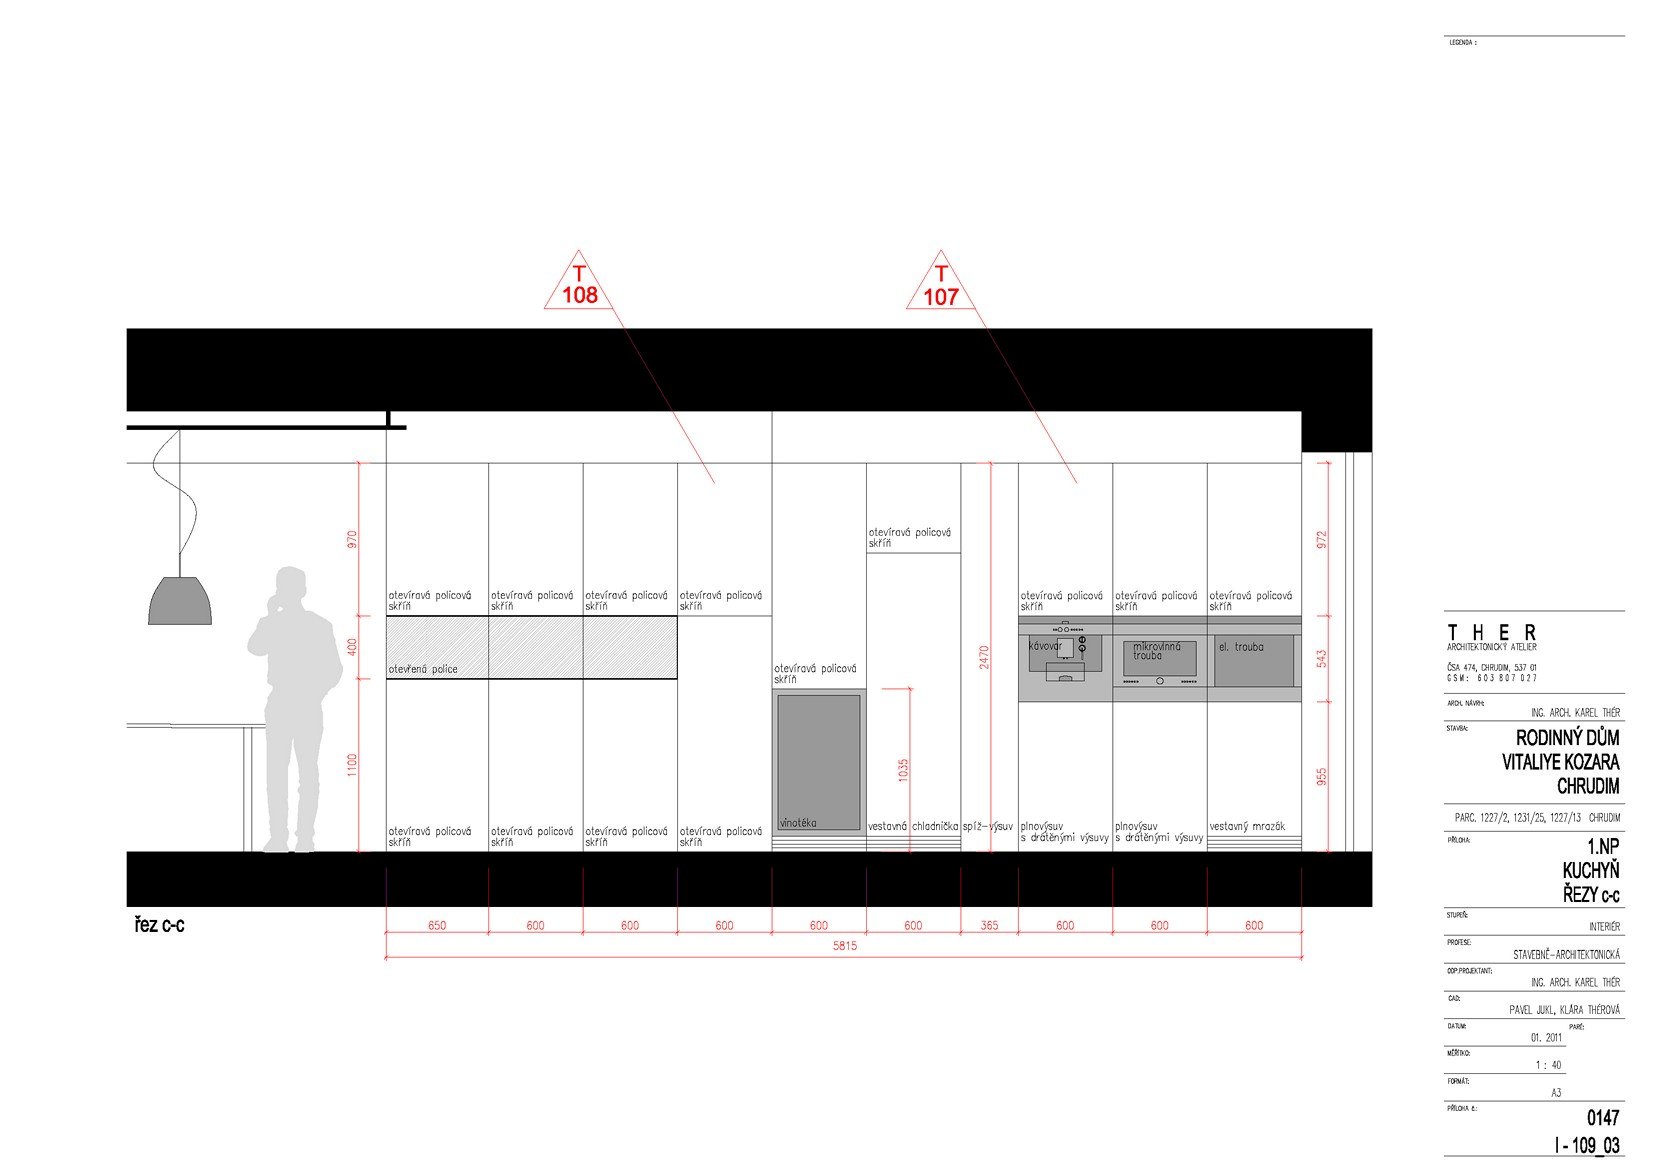 LEGENDA :
T
108
T
107
970
400
1100
otevíravá policová
skříň
otevíravá policová
skříň
otevíravá policová
skříň
otevíravá policová
skříň
otevřená police
otevíravá policová
skříň
otevíravá policová
skříň
otevíravá policová
skříň
otevíravá policová
skříň
otevíravá policová
skříň
vinotéka
otevíravá policová
skříň
1035
vestavná chladnička
spíž-výsuv
2470
otevíravá policová
skříň
otevíravá policová
skříň
otevíravá policová
skříň
kávovar
mikrovlnná
trouba
el. trouba
plnovýsuv
s drátěnými výsuvy
plnovýsuv
s drátěnými výsuvy
vestavný mrazák
972
543
955
řez c-c
650
600
600
600
600
600
365
600
600
600
5815
T H E R
ARCHITEKTONICKÝ ATELIER
ČSA 474, CHRUDIM, 537 01
GSM: 603 807 027
ARCH. NÁVRH:
ING. ARCH. KAREL THÉR
STAVBA:
RODINNÝ DŮM
VITALIYE KOZARA
CHRUDIM
PARC. 1227/2, 1231/25, 1227/13 CHRUDIM
PŘÍLOHA:
1.NP
KUCHYŇ
ŘEZY c-c
STUPEŇ:
INTERIÉR
PROFESE:
STAVEBNĚ-ARCHITEKTONICKÁ
ODP.PROJEKTANT:
ING. ARCH. KAREL THÉR
CAD:
PAVEL JUKL, KLÁRA THÉROVÁ
DATUM:
PARÉ:
01. 2011
MĚŘÍTKO:
1 : 40
FORMÁT:
A3
PŘÍLOHA č.:
0147
I - 109_03